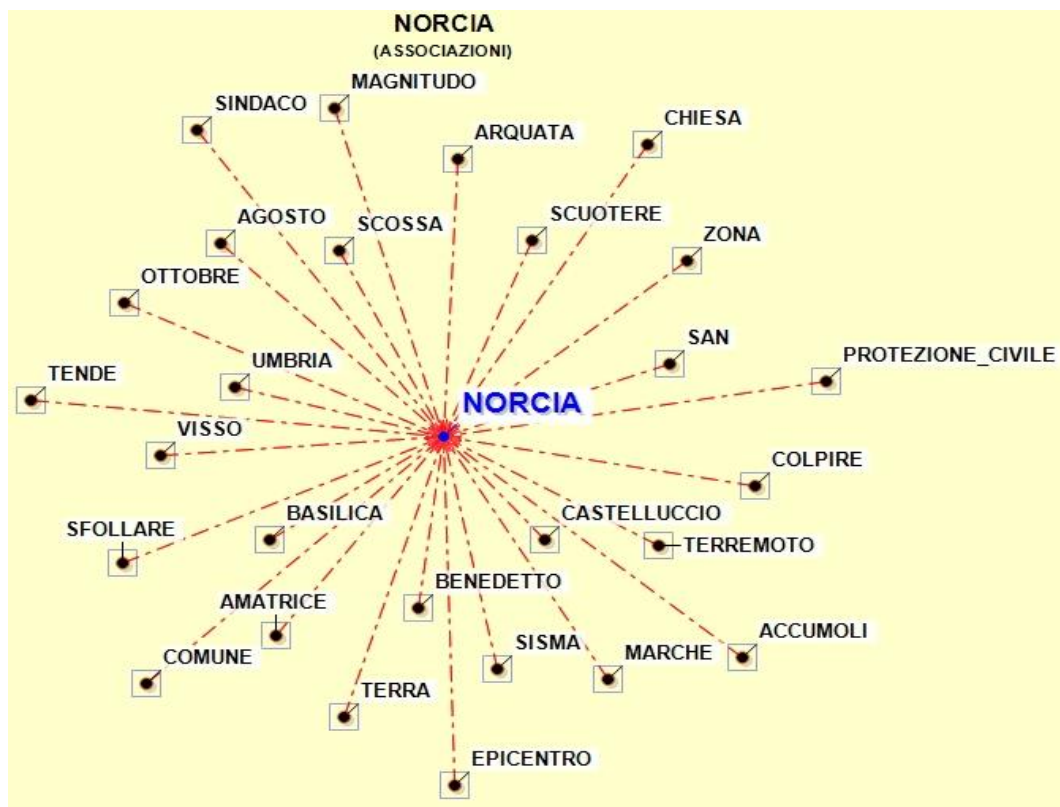 NORCIA
(ASSOCIAZIONI)
MAGNITUDO
SINDACO
CHIESA
ARQUATA
AGOSTO
SCOSSA
SCUOTERE
ZONA
OTTOBRE
UMBRIA
SAN
PROTEZIONE_CIVILE
TENDE
NORCIA
VISSO
COLPIRE
SFOLLARE
BASILICA
CASTELLUCCIO
TERREMOTO
AMATRICE
BENEDETTO
COMUNE
SISMA
MARCHE
ACCUMOLI
TERRA
EPICENTRO